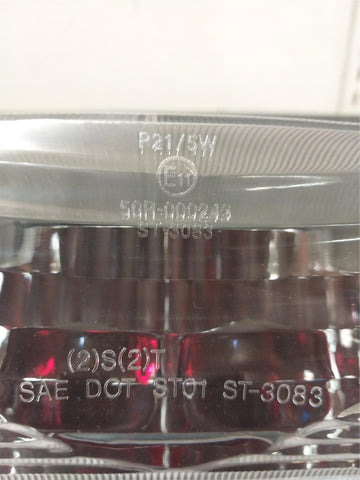 P21/5W
E11
50R-000213
ST-3083
(2)S(2)T
SAE DOT ST01 ST-3083